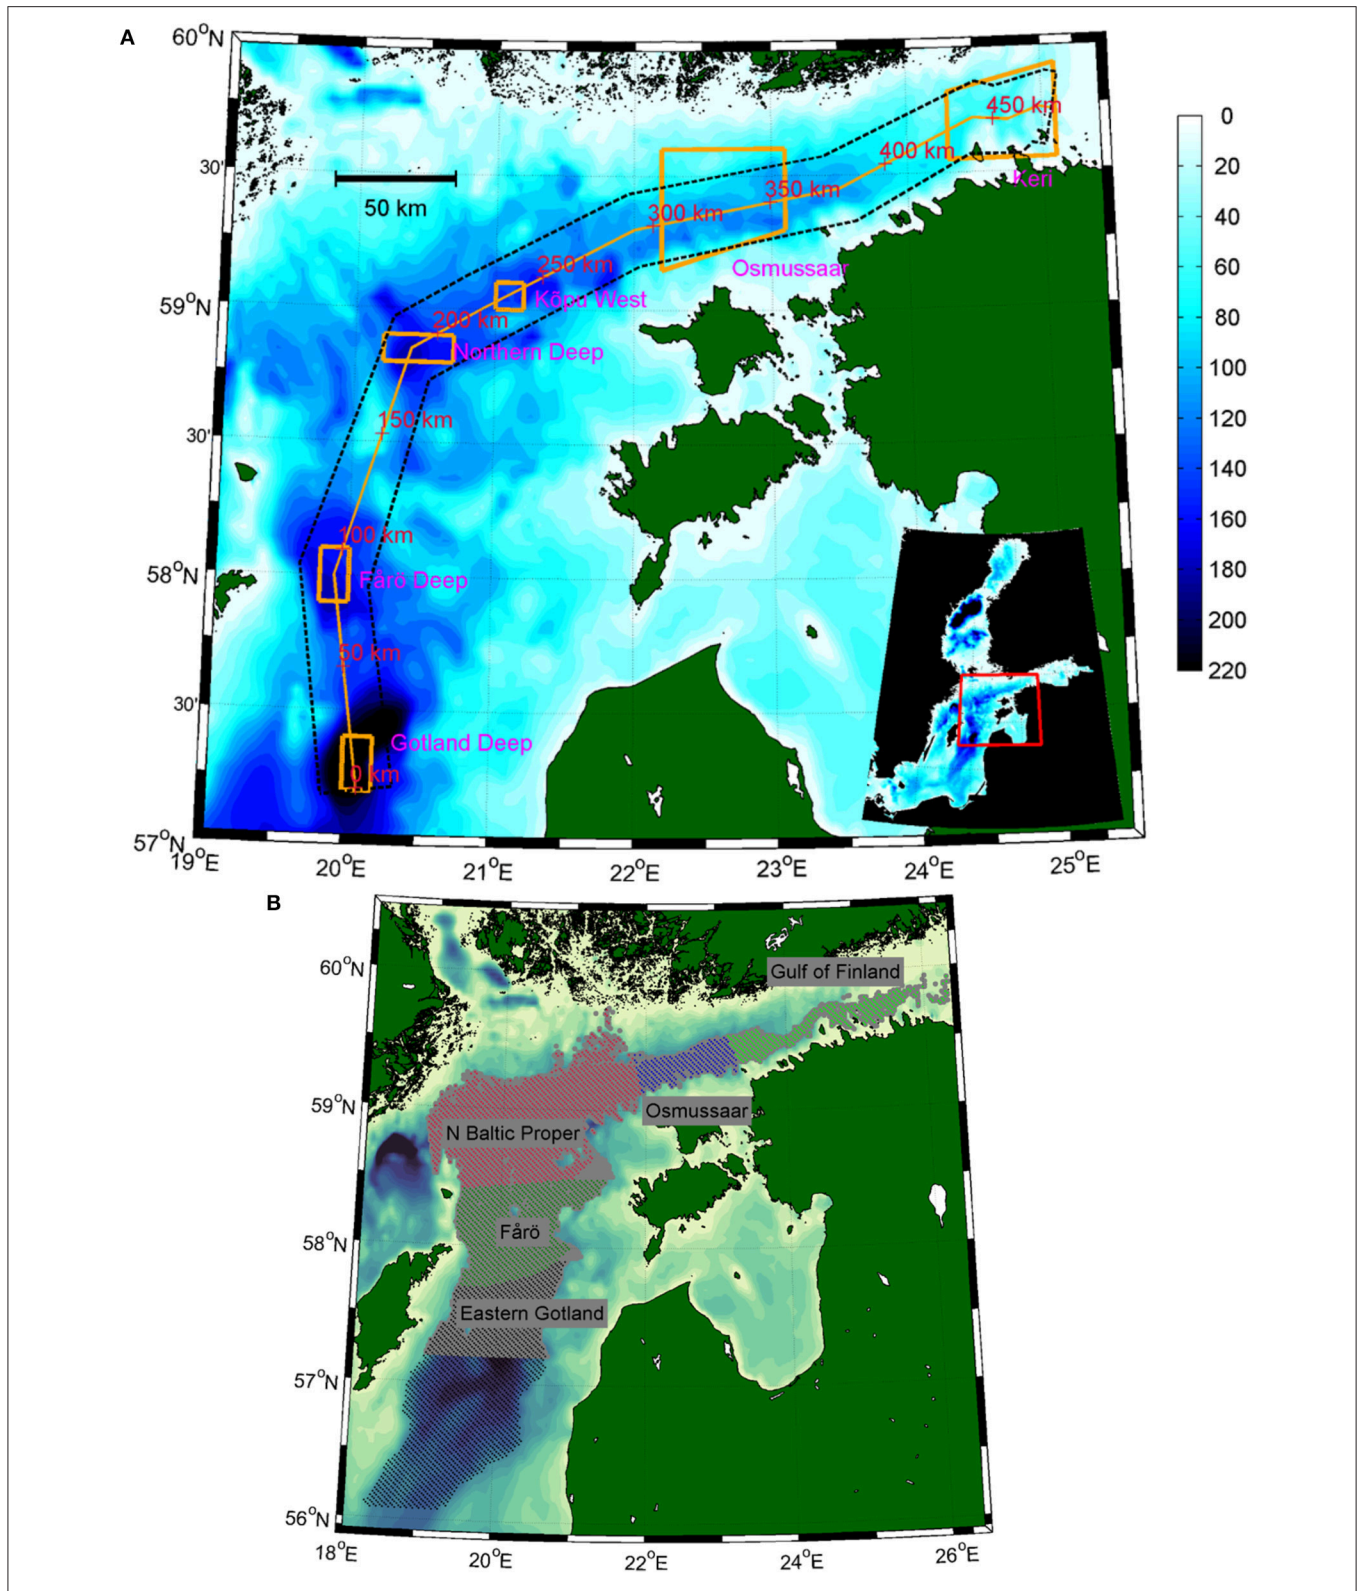 A
60°N
30'
59°N
30'
58°N
30'
57°N
19°E
20°E
21°E
22°E
23°E
24°E
25°E
50 km
450 km
400 km
Keri
350 km
300 km
Osmussaar
250 km
Kõpu West
200 km
Northern Deep
150 km
100 km
Fårö Deep
50 km
Gotland Deep
0 km
0
20
40
60
80
100
120
140
160
180
200
220
B
60°N
59°N
58°N
57°N
56°N
18°E
20°E
22°E
24°E
26°E
Gulf of Finland
Osmussaar
N Baltic Proper
Fårö
Eastern Gotland